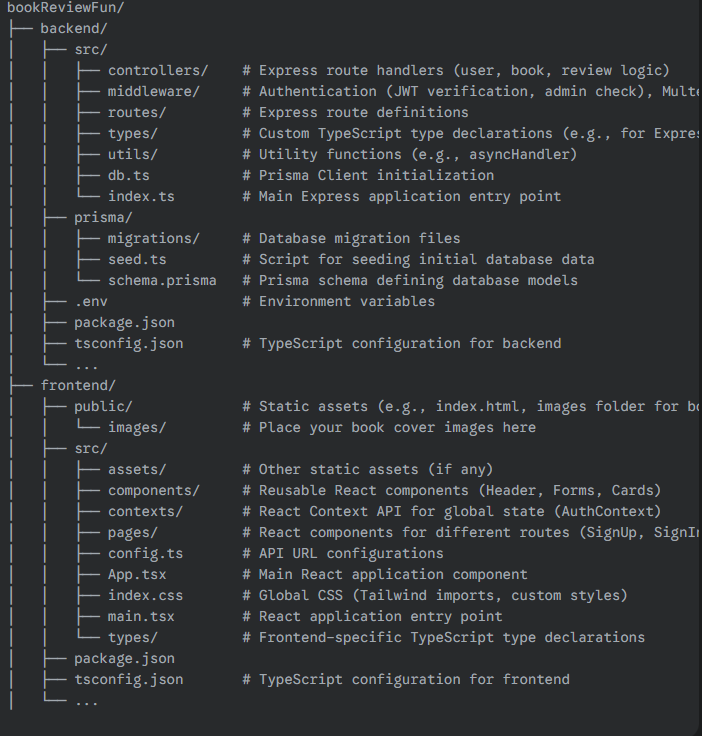 bookReviewFun/
├── backend/
│   ├── src/
│   │   ├── controllers/    # Express route handlers (user, book, review logic)
│   │   ├── middleware/     # Authentication (JWT verification, admin check), Multe
│   │   ├── routes/         # Express route definitions
│   │   ├── types/          # Custom TypeScript type declarations (e.g., for Expres
│   │   ├── utils/          # Utility functions (e.g., asyncHandler)
│   │   ├── db.ts           # Prisma Client initialization
│   │   └── index.ts        # Main Express application entry point
│   ├── prisma/
│   │   ├── migrations/     # Database migration files
│   │   ├── seed.ts         # Script for seeding initial database data
│   │   └── schema.prisma   # Prisma schema defining database models
│   ├── .env                # Environment variables
│   ├── package.json
│   ├── tsconfig.json       # TypeScript configuration for backend
│   └── ...
├── frontend/
│   ├── public/             # Static assets (e.g., index.html, images folder for bo
│   │   └── images/         # Place your book cover images here
│   ├── src/
│   │   ├── assets/         # Other static assets (if any)
│   │   ├── components/     # Reusable React components (Header, Forms, Cards)
│   │   ├── contexts/       # React Context API for global state (AuthContext)
│   │   ├── pages/          # React components for different routes (SignUp, SignIn
│   │   ├── config.ts       # API URL configurations
│   │   ├── App.tsx         # Main React application component
│   │   ├── index.css       # Global CSS (Tailwind imports, custom styles)
│   │   ├── main.tsx        # React application entry point
│   │   └── types/          # Frontend-specific TypeScript type declarations
│   ├── package.json
│   ├── tsconfig.json       # TypeScript configuration for frontend
│   └── ...